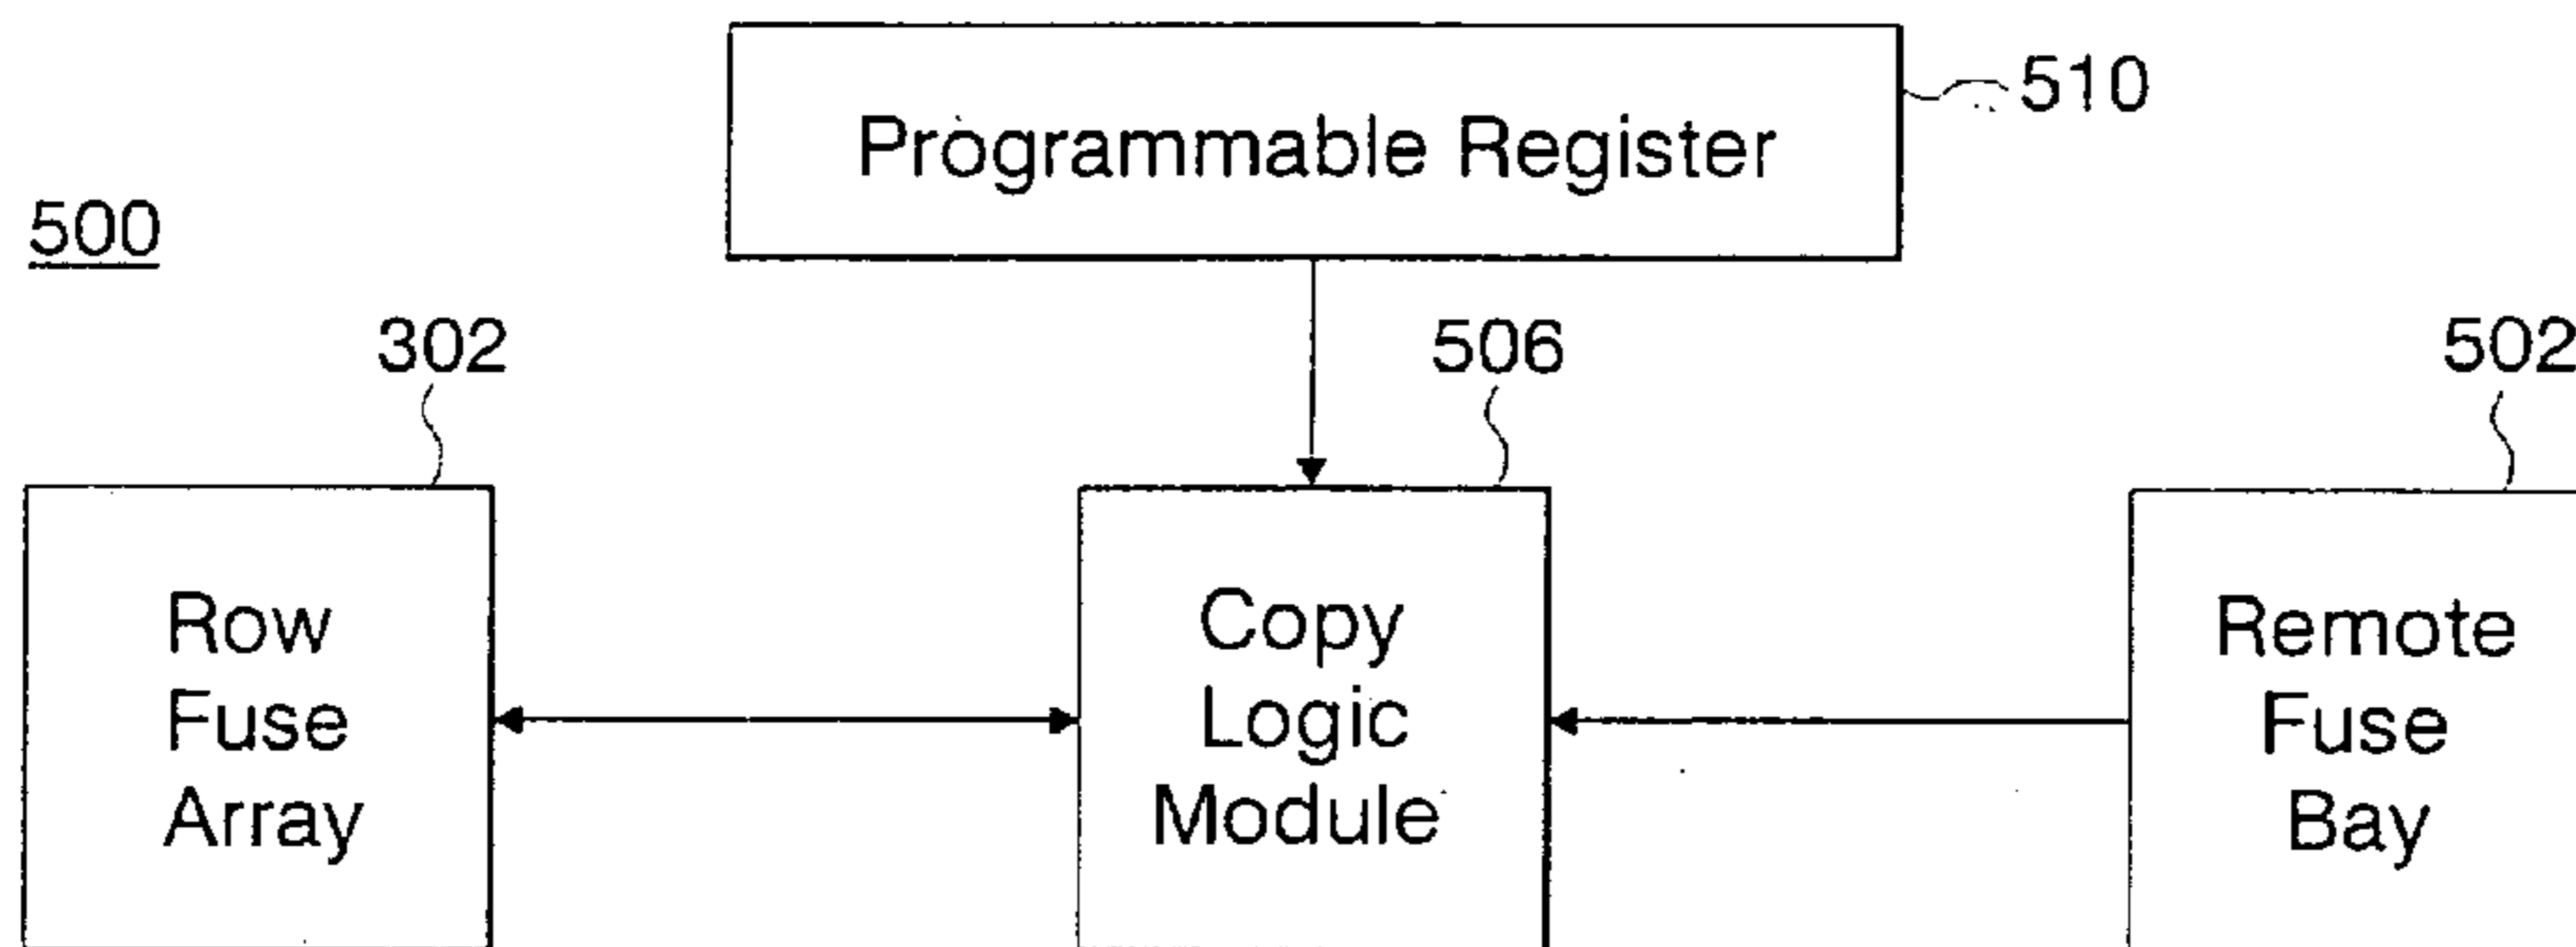 510
Programmable Register
500
302
506
502
Row
Fuse
Array
Copy
Logic
Module
Remote
Fuse
Bay